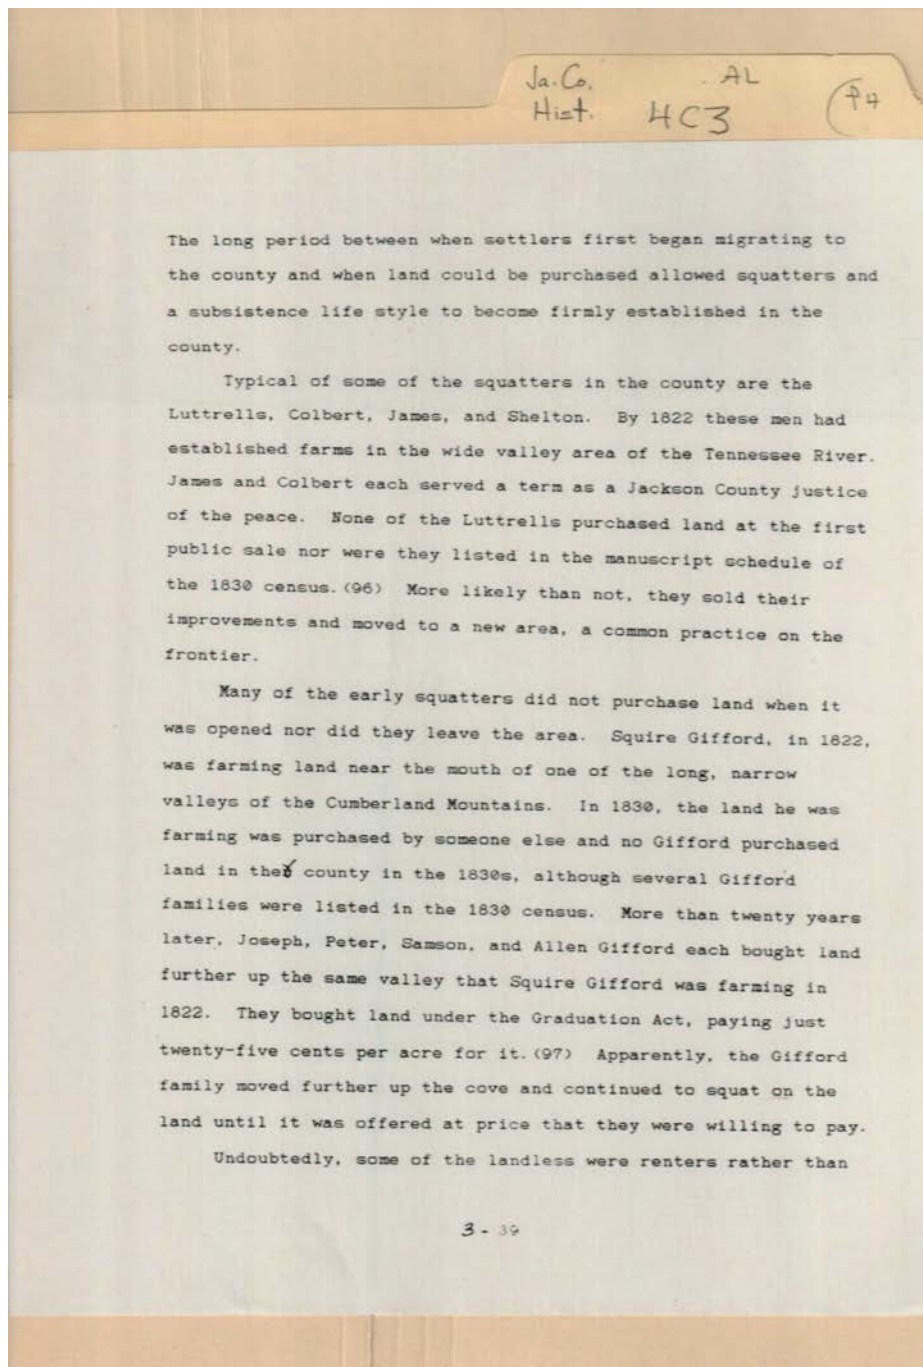 Ja. Co. AL
Hist. 4C3 P4
The long period between when settlers first began migrating to
the county and when land could be purchased allowed squatters and
a subsistence life style to become firmly established in the
county.
Typical of some of the squatters in the county are the
Luttrells, Colbert, James, and Shelton. By 1822 these men had
established farms in the wide valley area of the Tennessee River.
James and Colbert each served a term as a Jackson County justice
of the peace. None of the Luttrells purchased land at the first
public sale nor were they listed in the manuscript schedule of
the 1830 census.(96) More likely than not, they sold their
improvements and moved to a new area, a common practice on the
frontier.
Many of the early squatters did not purchase land when it
was opened nor did they leave the area. Squire Gifford, in 1822,
was farming land near the mouth of one of the long, narrow
valleys of the Cumberland Mountains. In 1830, the land he was
farming was purchased by someone else and no Gifford purchased
land in the county in the 1830s, although several Gifford
families were listed in the 1830 census. More than twenty years
later, Joseph, Peter, Samson, and Allen Gifford each bought land
further up the same valley that Squire Gifford was farming in
1822. They bought land under the Graduation Act, paying just
twenty-five cents per acre for it.(97) Apparently, the Gifford
family moved further up the cove and continued to squat on the
land until it was offered at price that they were willing to pay.
Undoubtedly, some of the landless were renters rather than
3 - 39